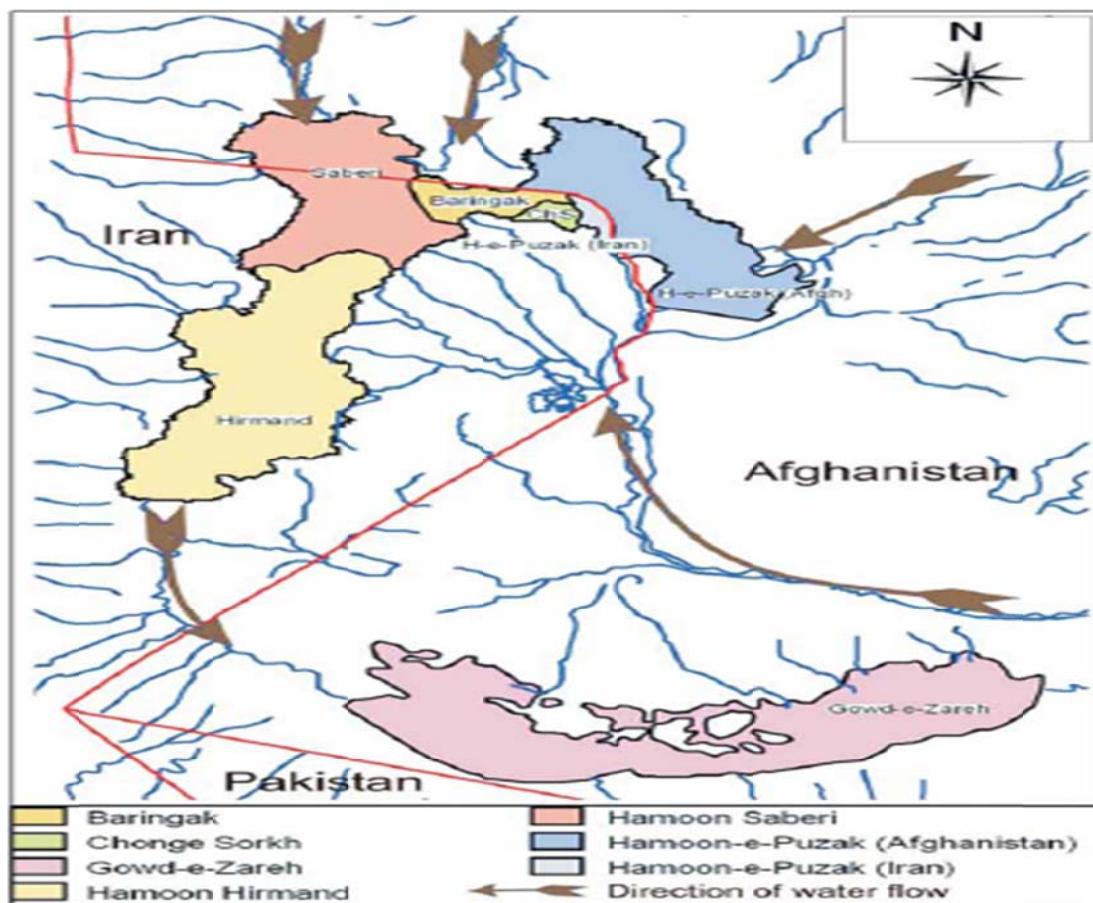 N
Saberi
Baringak
ChS
Iran
H-e-Puzak (Iran)
H-e-Puzak (Afgh)
Hirmand
Afghanistan
Gowd-e-Zareh
Pakistan
Baringak
Hamoon Saberi
Chonge Sorkh
Hamoon-e-Puzak (Afghanistan)
Gowd-e-Zareh
Hamoon-e-Puzak (Iran)
Hamoon Hirmand
Direction of water flow